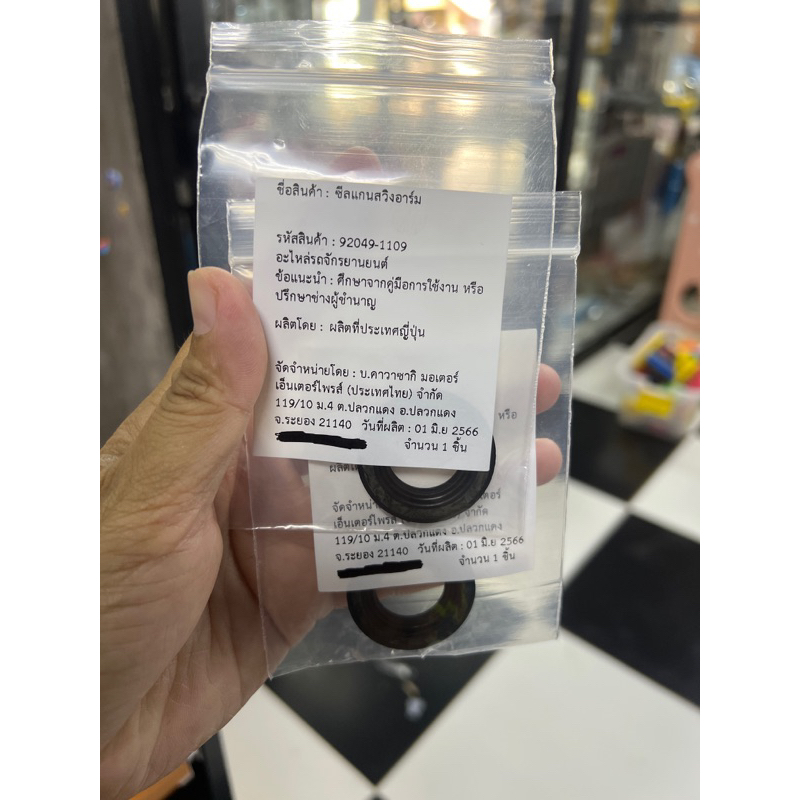 ชื่อสินค้า : ซีลแกนสวิงอาร์ม
รหัสสินค้า : 92049-1109
อะไหล่รถจักรยานยนต์
ข้อแนะนำ : ศึกษาจากคู่มือการใช้งาน หรือ
ปรึกษาช่างผู้ชำนาญ
ผลิตโดย : ผลิตที่ประเทศญี่ปุ่น
จัดจำหน่ายโดย : บ.คาวาซากิ มอเตอร์
เอ็นเตอร์ไพรส์ (ประเทศไทย) จำกัด
119/10 ม.4 ต.ปลวกแดง อ.ปลวกแดง
จ.ระยอง 21140 วันที่ผลิต : 01 มิ.ย 2566
จำนวน 1 ชิ้น
หรือ
จำกัด
119/10 ม.4 ต.ปลวกแดง อ.ปลวกแดง
จ.ระยอง 21140 วันที่ผลิต : 01 มิ.ย 2566
จำนวน 1 ชิ้น